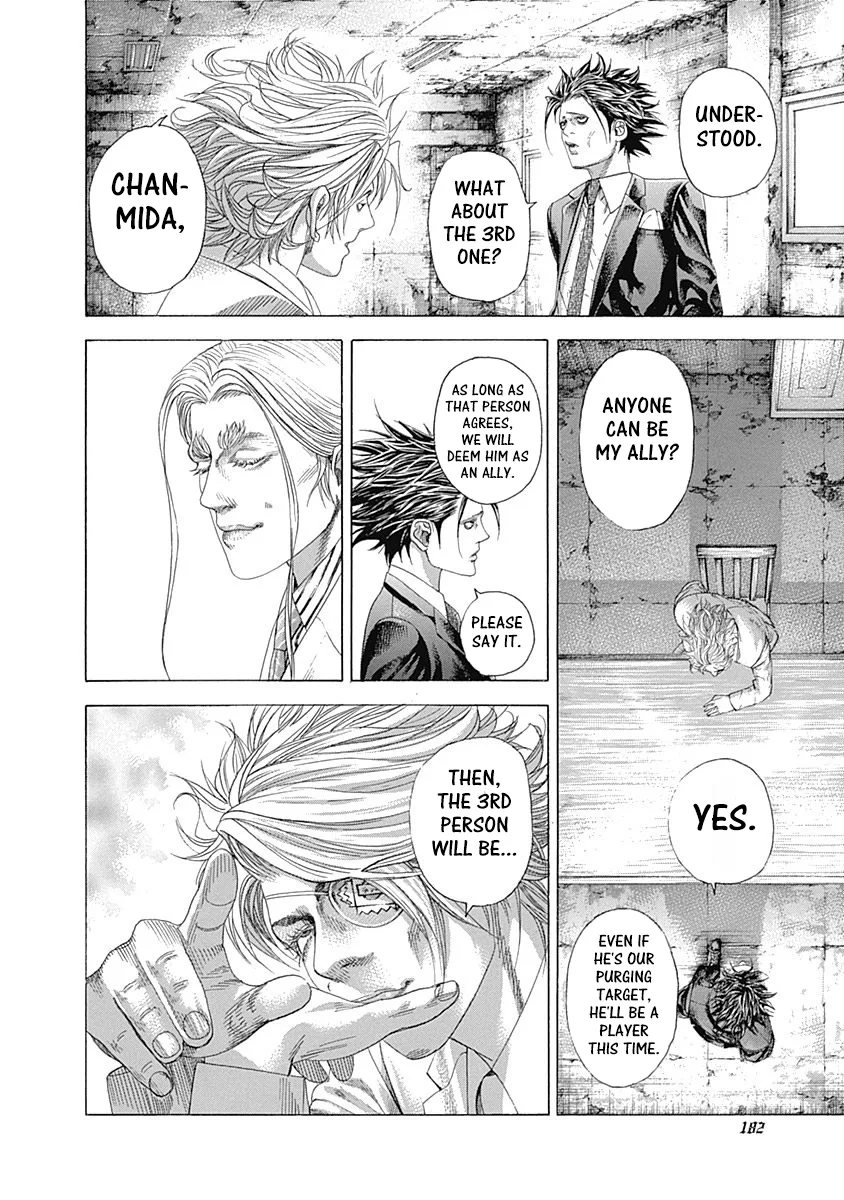 UNDER-
STOOD.
WHAT
ABOUT
THE 3RD
ONE?
CHAN-
MIDA,
ANYONE
CAN BE
MY ALLY?
YES.
EVEN IF
HE'S OUR
PURGING
TARGET,
HE'LL BE A
PLAYER
THIS TIME.
AS LONG AS
THAT PERSON
AGREES,
WE WILL
DEEM HIM AS
AN ALLY.
PLEASE
SAY IT.
THEN,
THE 3RD
PERSON
WILL BE...
182